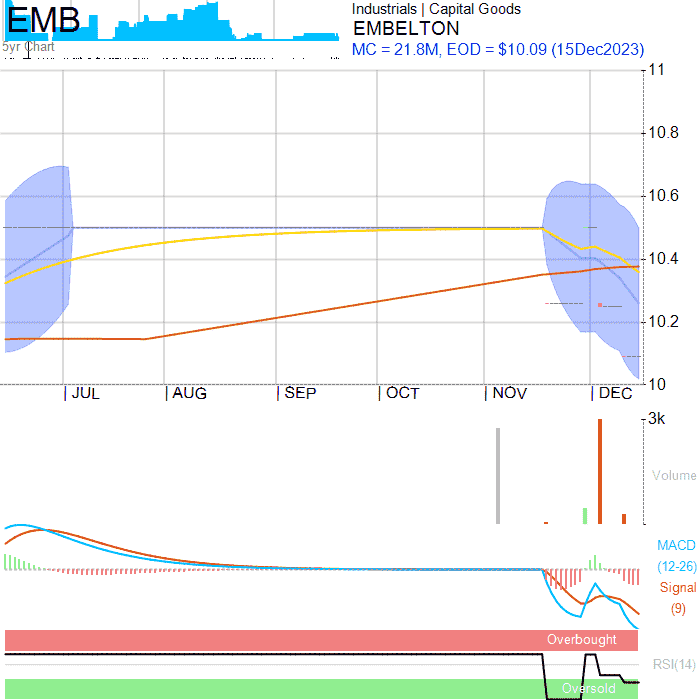 EMB
5yr Chart
Industrials | Capital Goods
EMBELTON
MC = 21.8M, EOD = $10.09 (15Dec2023)
11
10.8
10.6
10.4
10.2
10
JUL
AUG
SEP
OCT
NOV
DEC
3k
Volume
MACD
(12-26)
Signal
(9)
Overbought
RSI(14)
Oversold